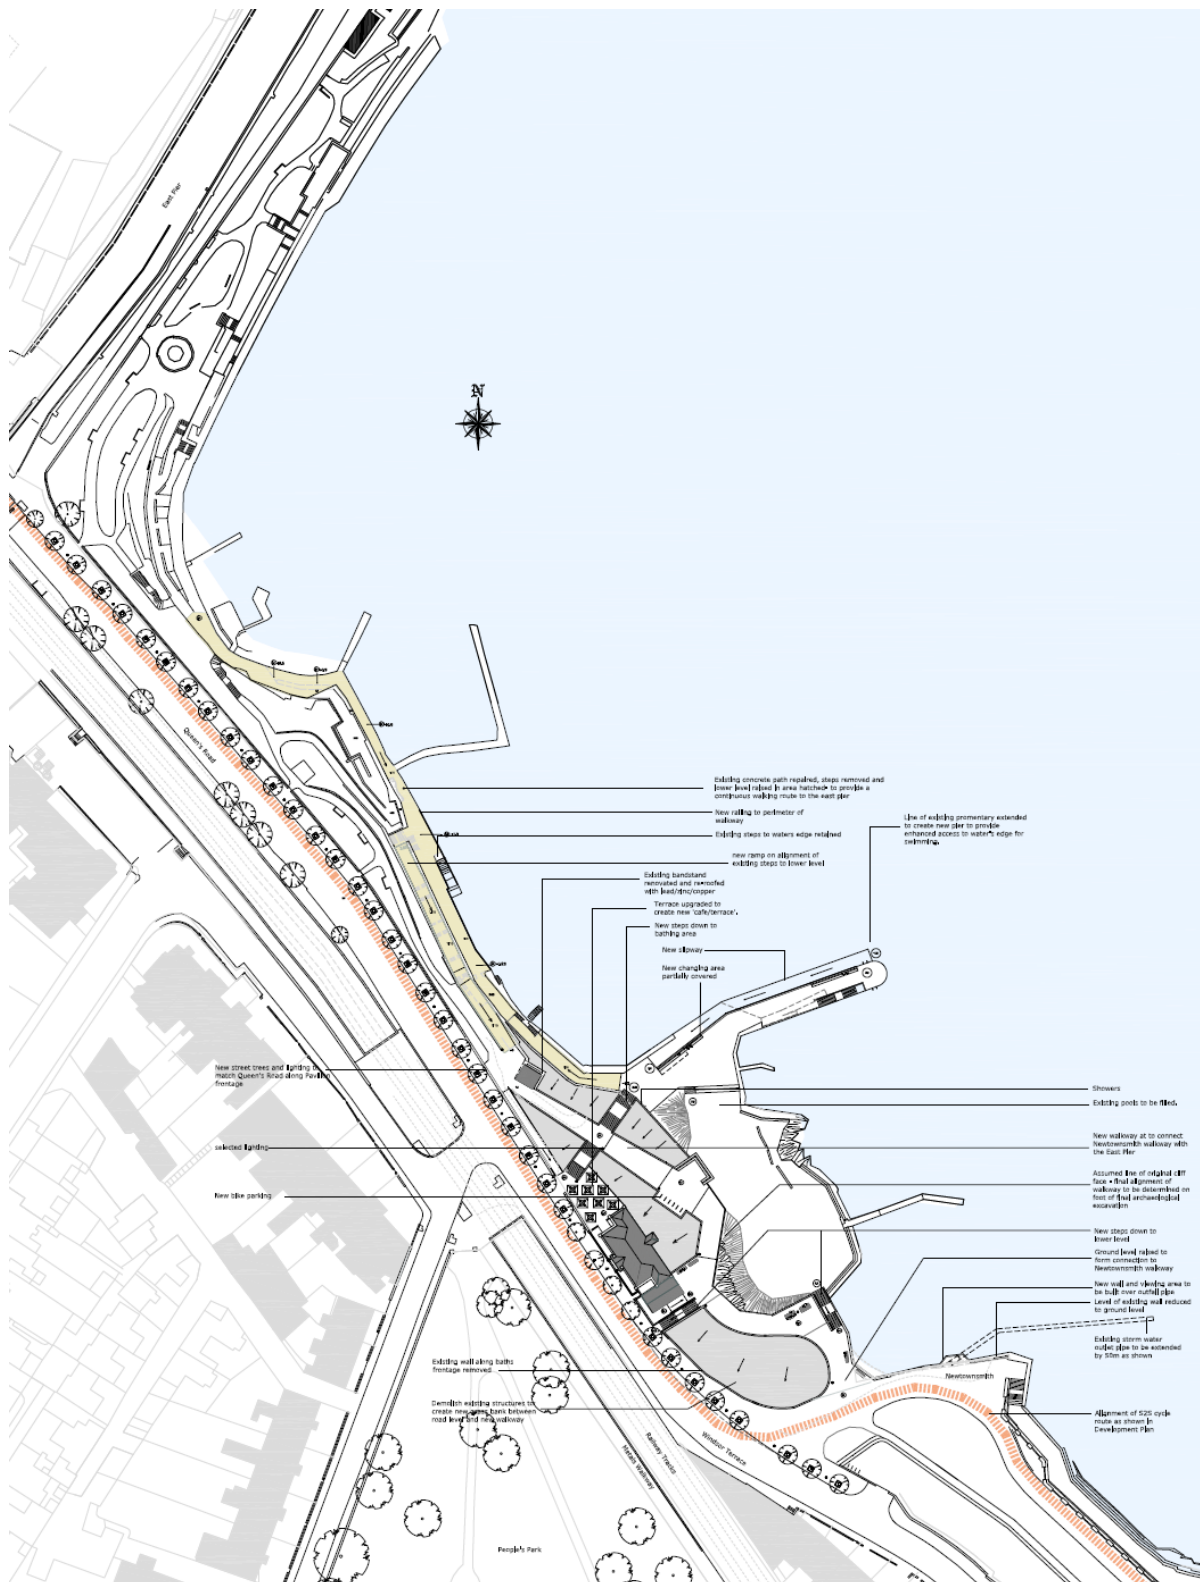 East Pier
N
Queen's Road
Existing concrete path repaired, steps removed and
lower level raised in area hatched- to provide a
continuous walking route to the east pier
New railing to perimeter of
walkway
Existing steps to waters edge retained
new ramp on alignment of
existing steps to lower level
Line of existing promentary extended
to create new pier to provide
enhanced access to water's edge for
swimming.
Existing bandstand
renovated and re-roofed
with lead/zinc/copper
Terrace upgraded to
create new 'cafe/terrace'.
New steps down to
bathing area
New slipway
New changing area
partially covered
New street trees and lighting to
match Queen's Road along Pavilion
frontage
selected lighting
New bike parking
Showers
Existing pools to be filled.
New walkway at to connect
Newtownsmith walkway with
the East Pier
Assumed line of original cliff
face - final alignment of
walkway to be determined on
foot of final archaeological
excavation
New steps down to
lower level
Ground level raised to
form connection to
Newtownsmith walkway
New wall and viewing area to
be built over outfall pipe
Level of existing wall reduced
to ground level
Existing storm water
outlet pipe to be extended
by 50m as shown
Newtownsmith
Alignment of S2S cycle
route as shown in
Development Plan
Existing wall along baths
frontage removed
Demolish existing structures to
create new grass bank between
road level and new walkway
Windsor Terrace
Railway Tracks
Metals Walkway
People's Park